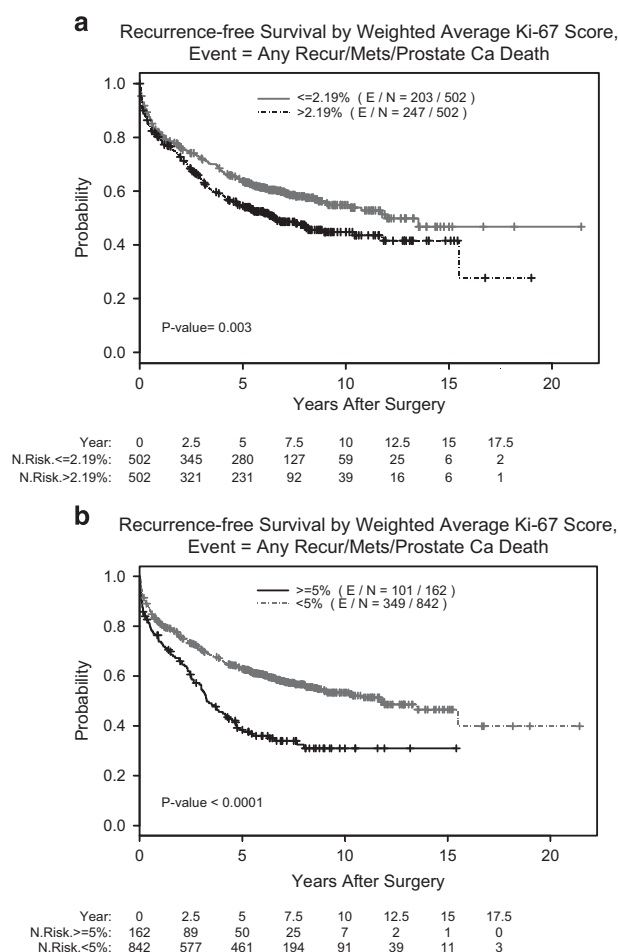 a
Recurrence-free Survival by Weighted Average Ki-67 Score,
Event = Any Recur/Mets/Prostate Ca Death
<=2.19% ( E / N = 203 / 502 )
>2.19% ( E / N = 247 / 502 )
1.0
0.8
0.6
0.4
0.2
0.0
Probability
P-value= 0.003
0 5 10 15 20
Years After Surgery
Year: 0 2.5 5 7.5 10 12.5 15 17.5
N.Risk.<=2.19%: 502 345 280 127 59 25 6 2
N.Risk.>2.19%: 502 321 231 92 39 16 6 1
b
Recurrence-free Survival by Weighted Average Ki-67 Score,
Event = Any Recur/Mets/Prostate Ca Death
>=5% ( E / N = 101 / 162 )
<5% ( E / N = 349 / 842 )
1.0
0.8
0.6
0.4
0.2
0.0
Probability
P-value < 0.0001
0 5 10 15 20
Years After Surgery
Year: 0 2.5 5 7.5 10 12.5 15 17.5
N.Risk.>=5%: 162 89 50 25 7 2 1 0
N.Risk.<5%: 842 577 461 194 91 39 11 3